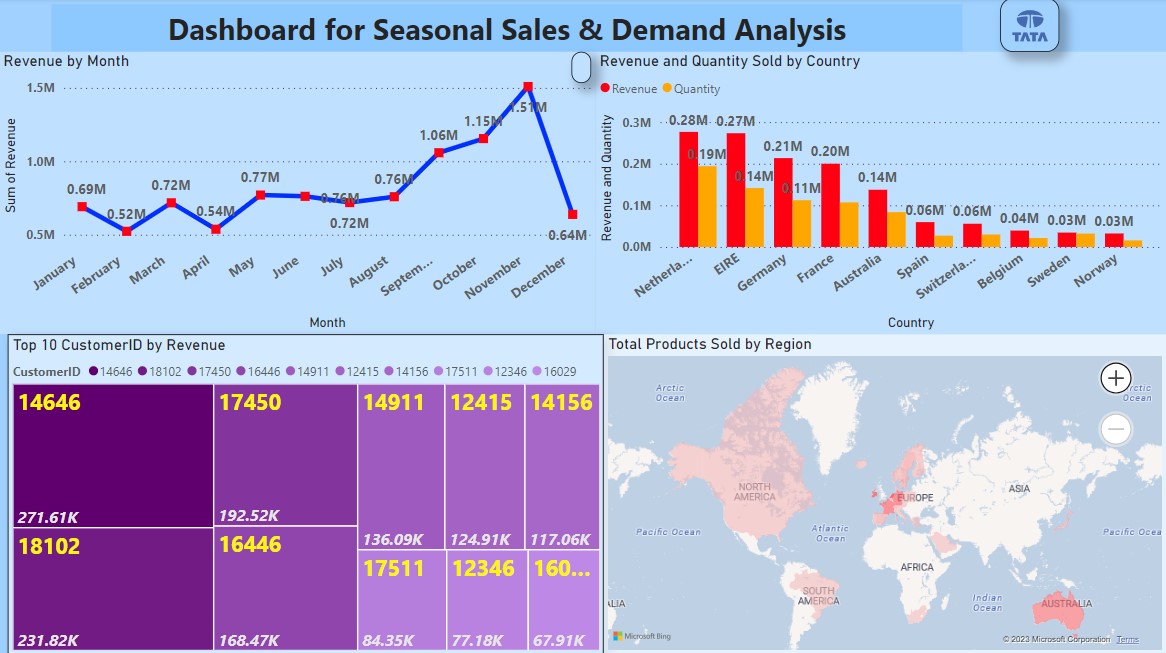 Dashboard for Seasonal Sales & Demand Analysis
TATA
Revenue by Month
Sum of Revenue
1.5M
1.0M
0.5M
0.69M
0.52M
0.72M
0.54M
0.77M
0.76M
0.72M
0.76M
1.06M
1.15M
1.51M
0.64M
January
February
March
April
May
June
July
August
Septem...
October
November
December
Month
Revenue and Quantity Sold by Country
Revenue Quantity
Revenue and Quantity
0.3M
0.2M
0.1M
0.0M
0.28M
0.19M
0.27M
0.14M
0.21M
0.11M
0.20M
0.14M
0.06M
0.06M
0.04M
0.03M
0.03M
Netherla...
EIRE
Germany
France
Australia
Spain
Switzerla...
Belgium
Sweden
Norway
Country
Top 10 CustomerID by Revenue
CustomerID 14646 18102 17450 16446 14911 12415 14156 17511 12346 16029
14646
271.61K
18102
231.82K
17450
192.52K
16446
168.47K
14911
136.09K
12415
124.91K
14156
117.06K
17511
84.35K
12346
77.18K
160...
67.91K
Total Products Sold by Region
Arctic
Ocean
Arctic
Ocean
NORTH
AMERICA
EUROPE
ASIA
Pacific Ocean
Atlantic
Ocean
Pacific Ocea
AFRICA
SOUTH
AMERICA
Indian
Ocean
ALIA
AUSTRALIA
Microsoft Bing
© 2023 Microsoft Corporation Terms